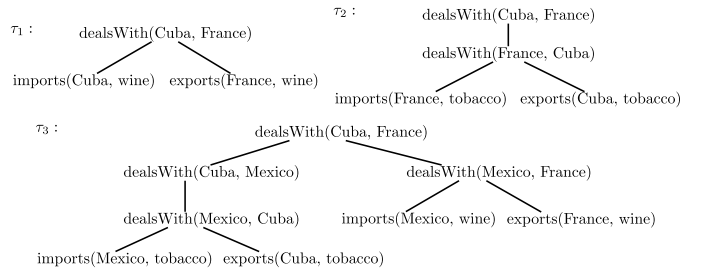 τ₁ :
dealsWith(Cuba, France)
imports(Cuba, wine) exports(France, wine)
τ₂ :
dealsWith(Cuba, France)
dealsWith(France, Cuba)
imports(France, tobacco) exports(Cuba, tobacco)
τ₃ :
dealsWith(Cuba, France)
dealsWith(Cuba, Mexico) dealsWith(Mexico, France)
dealsWith(Mexico, Cuba) imports(Mexico, wine) exports(France, wine)
imports(Mexico, tobacco) exports(Cuba, tobacco)